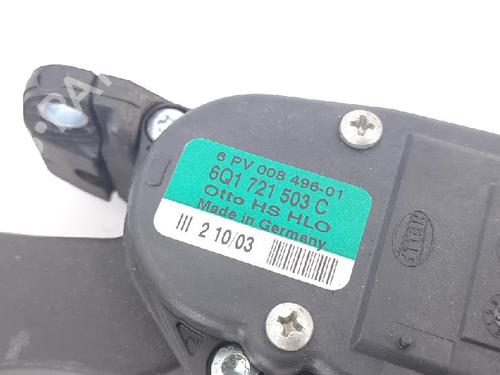 6 PV 008 496-01
6Q1 721 503 C
Otto HS HLO
Made in Germany
III 2 10/03
HELLA